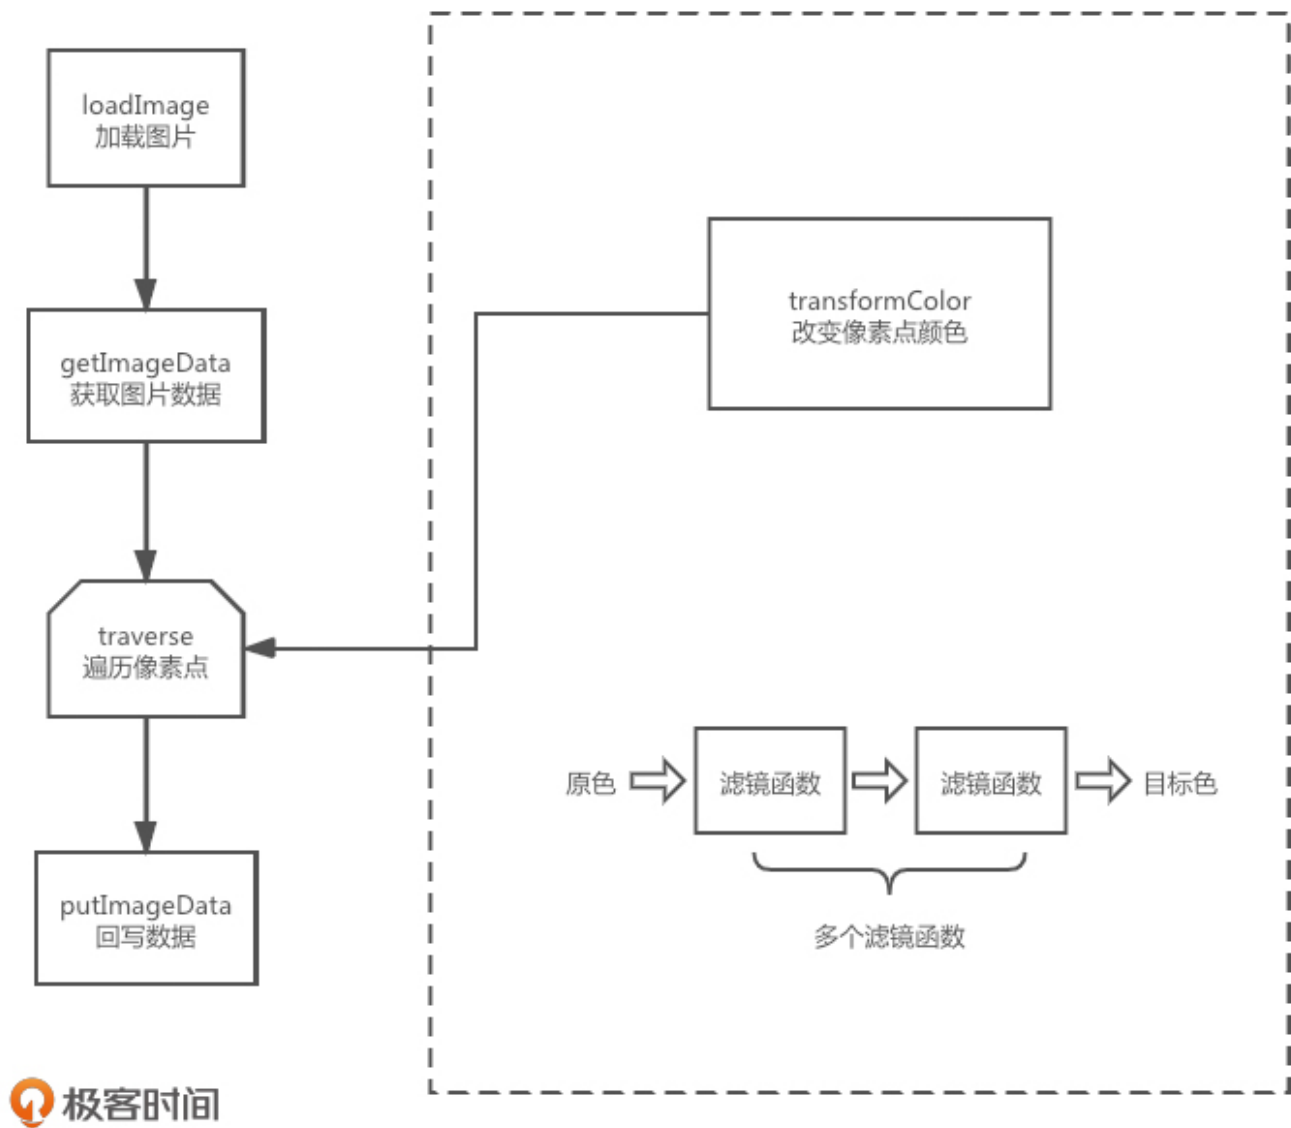 loadImage
加载图片
getImageData
获取图片数据
traverse
遍历像素点
putImageData
回写数据
transformColor
改变像素点颜色
原色
滤镜函数
滤镜函数
目标色
多个滤镜函数
极客时间